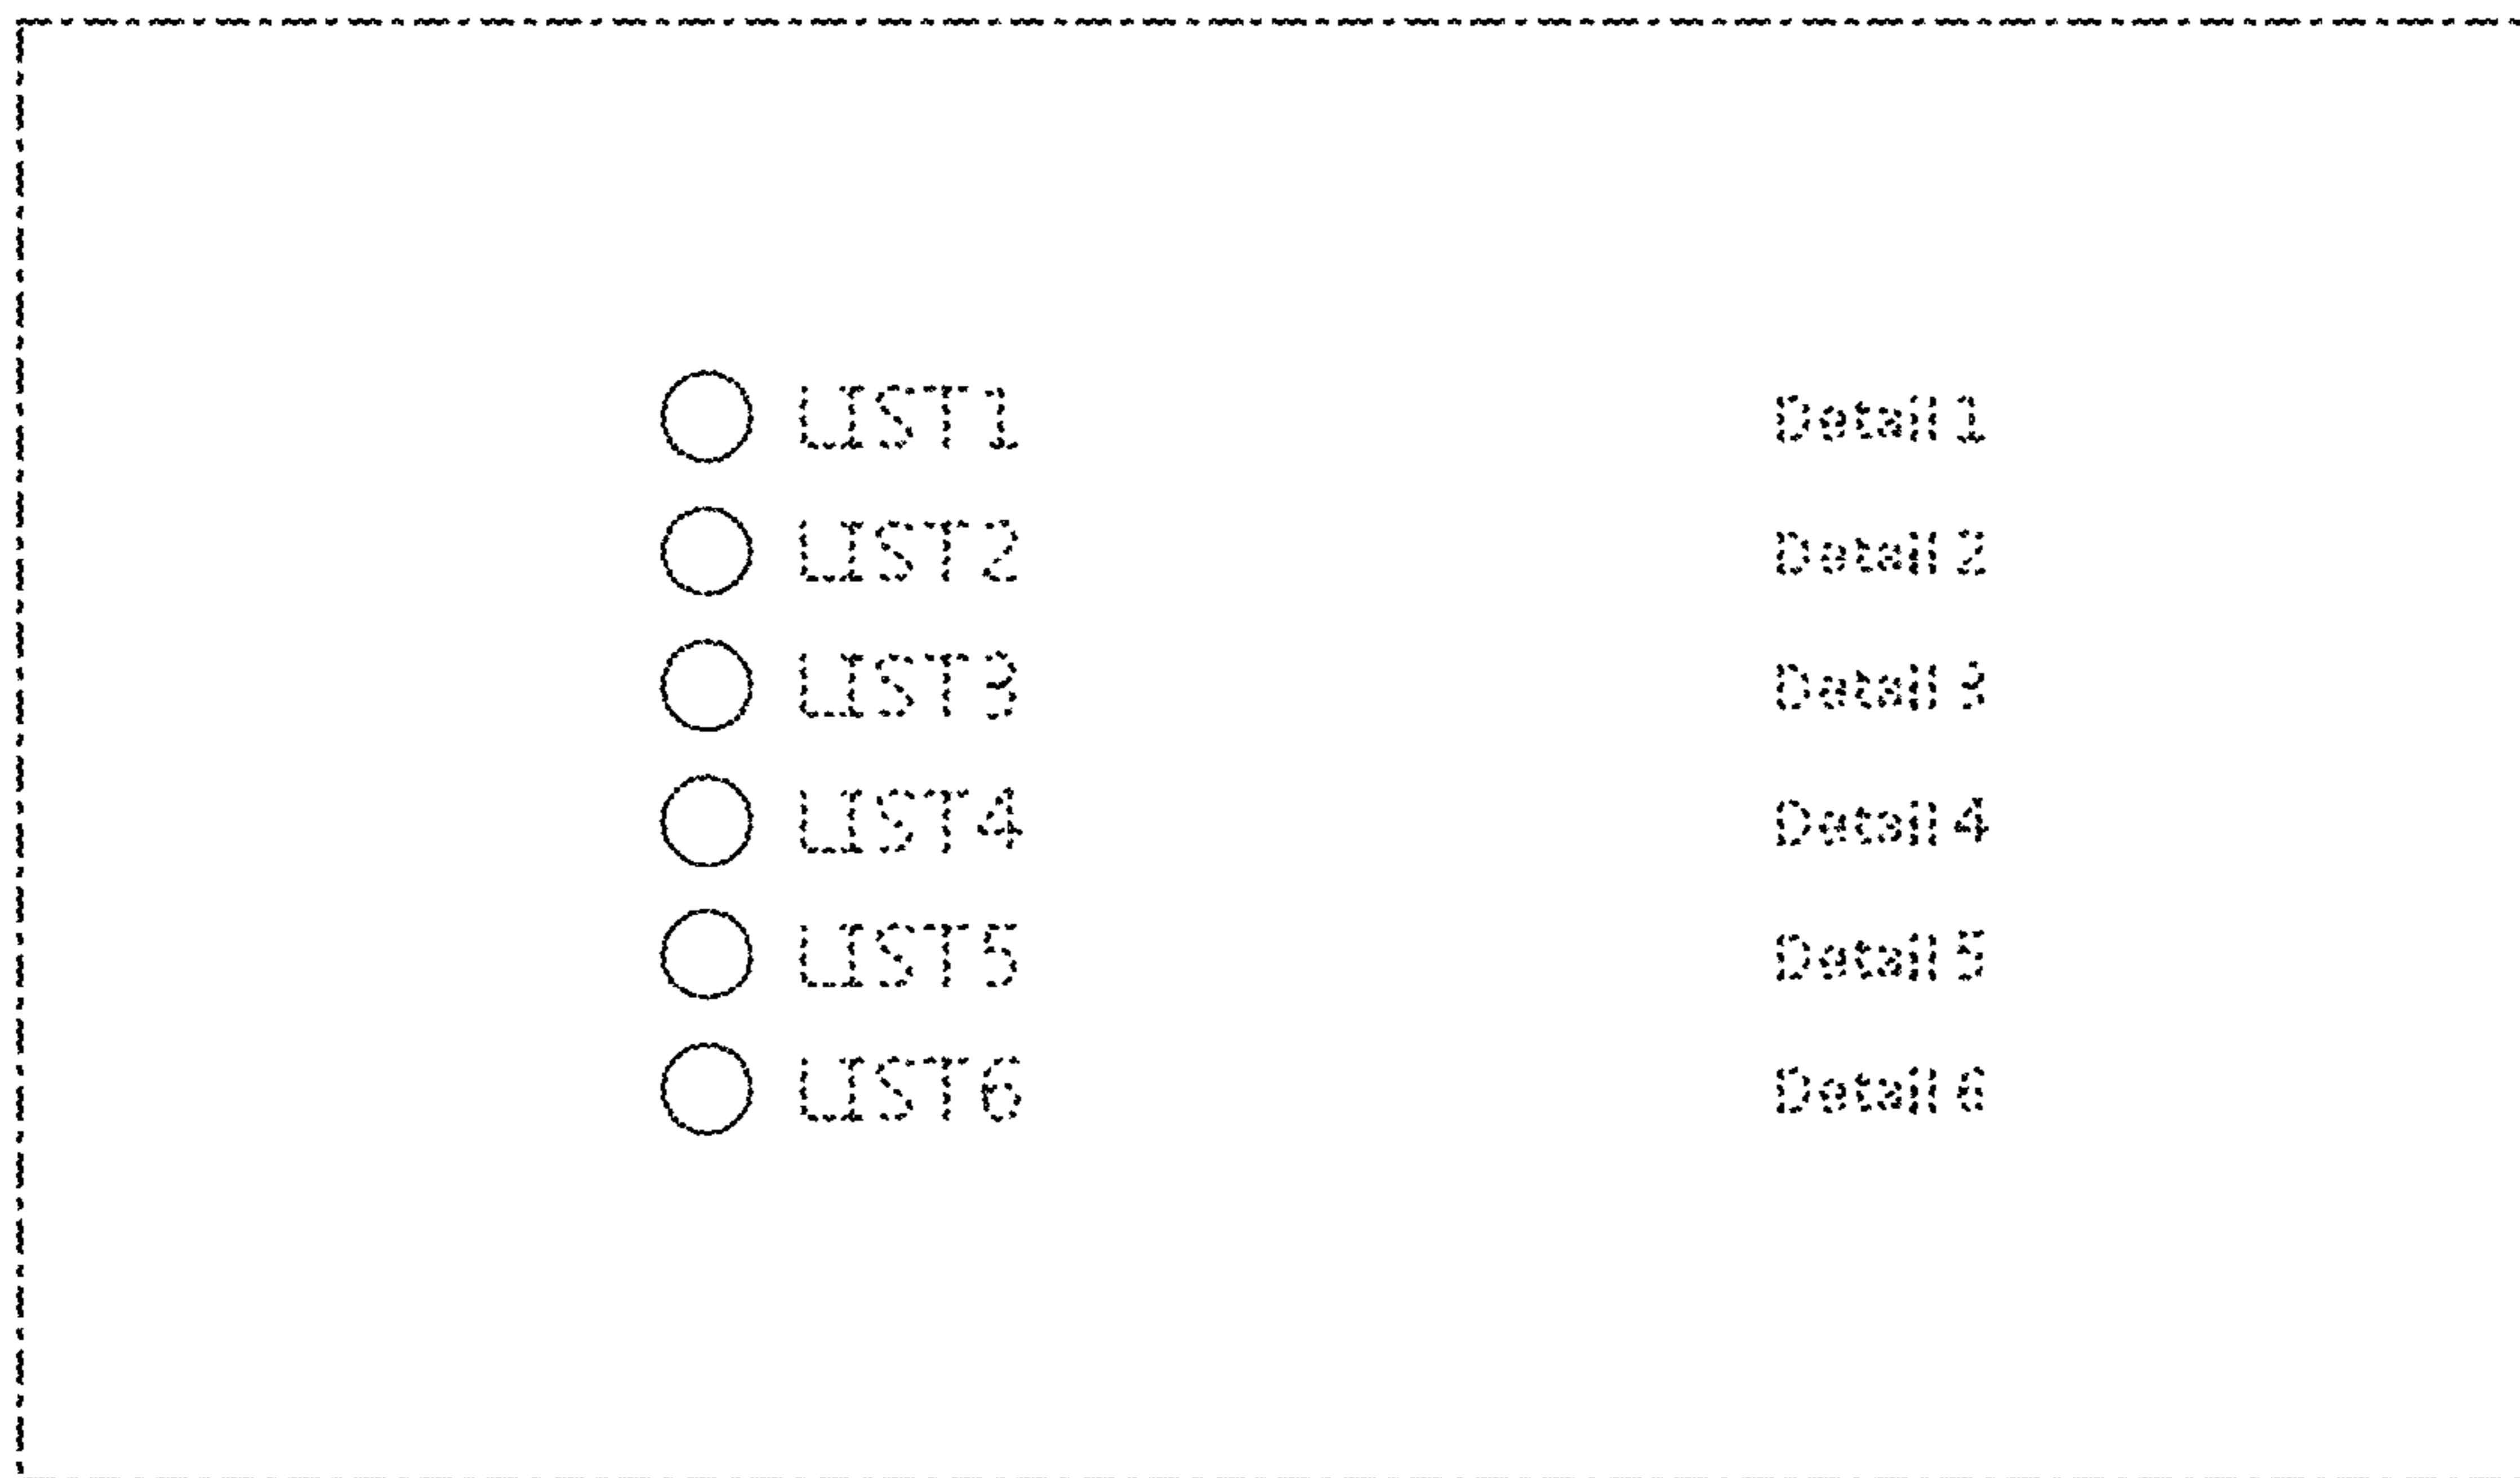 LIST1 Detail 1
LIST2 Detail 2
LIST3 Detail 3
LIST4 Detail 4
LIST5 Detail 5
LIST6 Detail 6